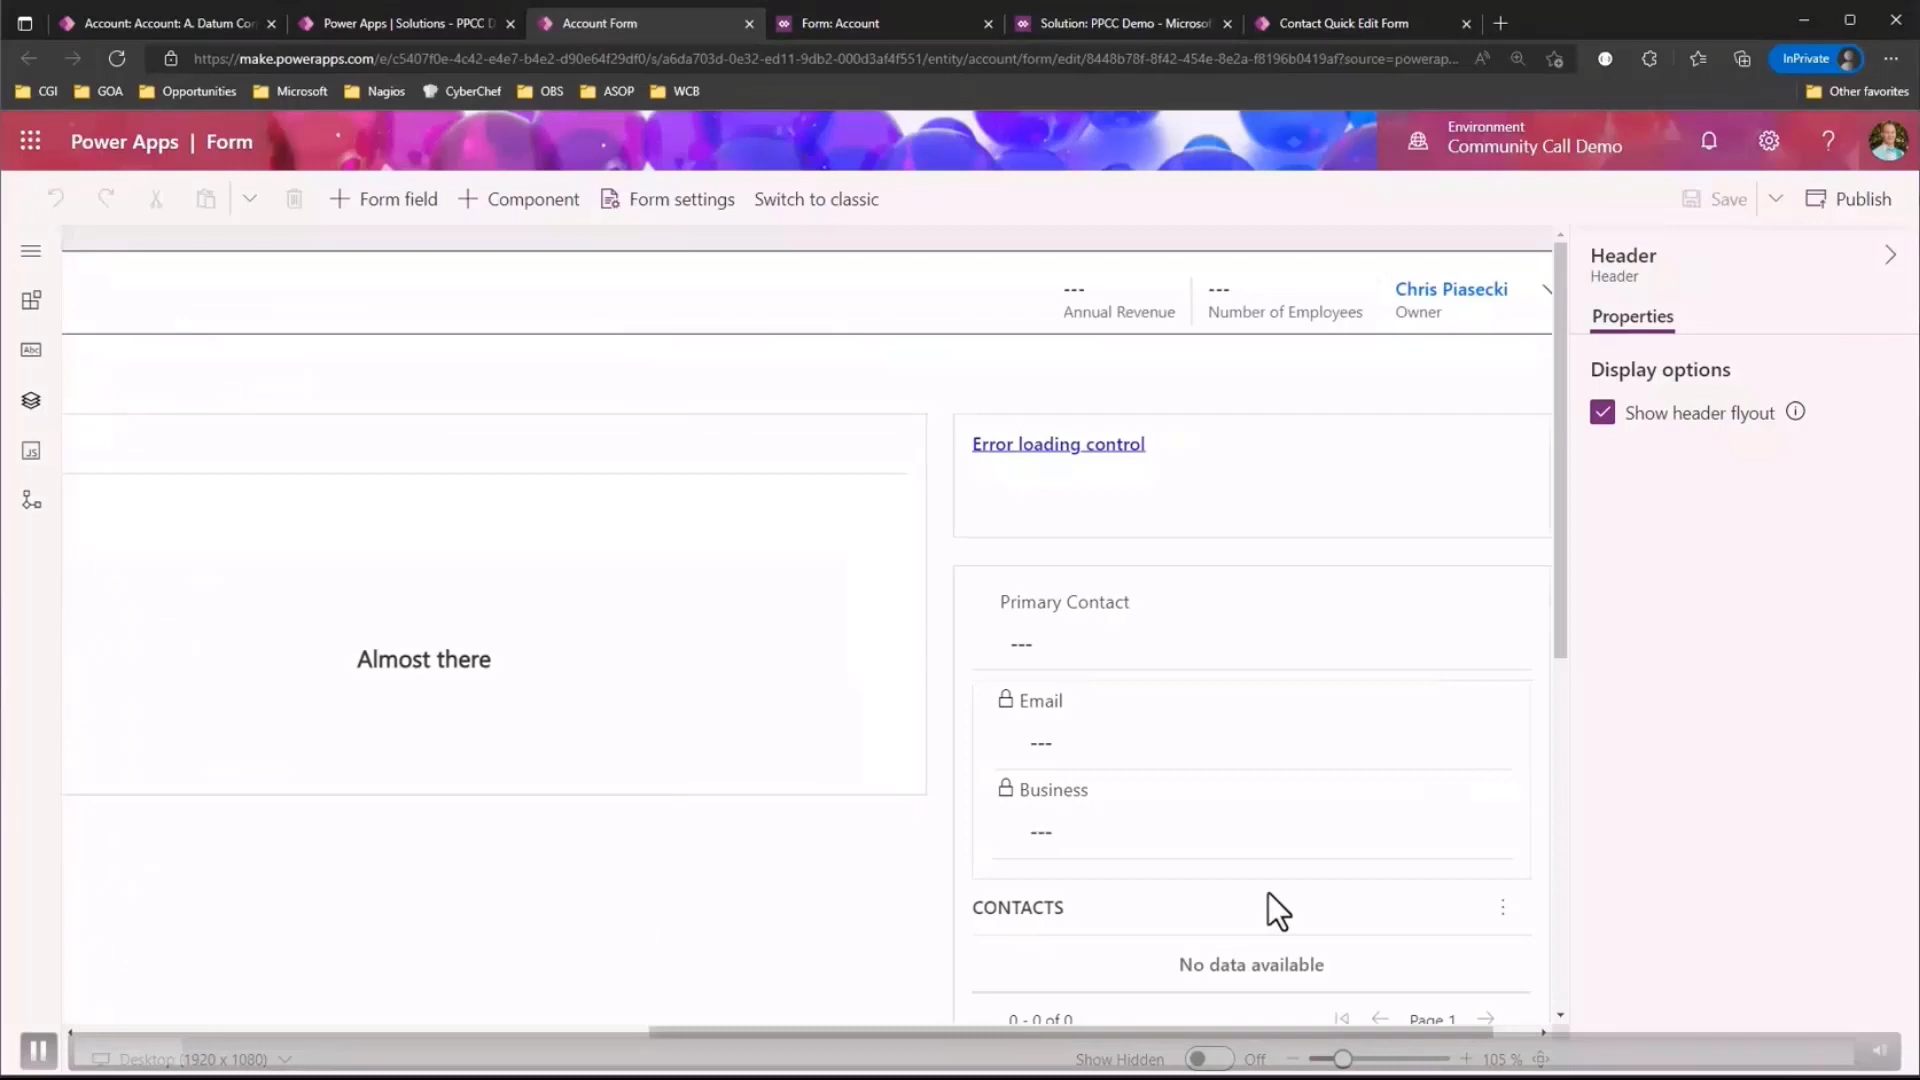 Account: Account: A. Datum Cor
Power Apps | Solutions - PPCC D
Account Form
Form: Account
Solution: PPCC Demo - Microsof
Contact Quick Edit Form
https://make.powerapps.com/e/c5407f0e-4c42-e4e7-b4e2-d90e64f29df0/s/a6da703d-0e32-ed11-9db2-000d3af4f551/entity/account/form/edit/8448b78f-8f42-454e-8e2a-f8196b0419af?source=powerap...
InPrivate
CGI
GOA
Opportunities
Microsoft
Nagios
CyberChef
OBS
ASOP
WCB
Other favorites
Power Apps | Form
Environment
Community Call Demo
Form field
Component
Form settings
Switch to classic
Save
Publish
--- 
Annual Revenue
---
Number of Employees
Chris Piasecki
Owner
Header
Header
Properties
Display options
Show header flyout
Abc
JS
Error loading control
Almost there
Primary Contact
---
Email
---
Business
---
CONTACTS
No data available
0 - 0 of 0
Page 1
Desktop (1920 x 1080)
Show Hidden
Off
105 %